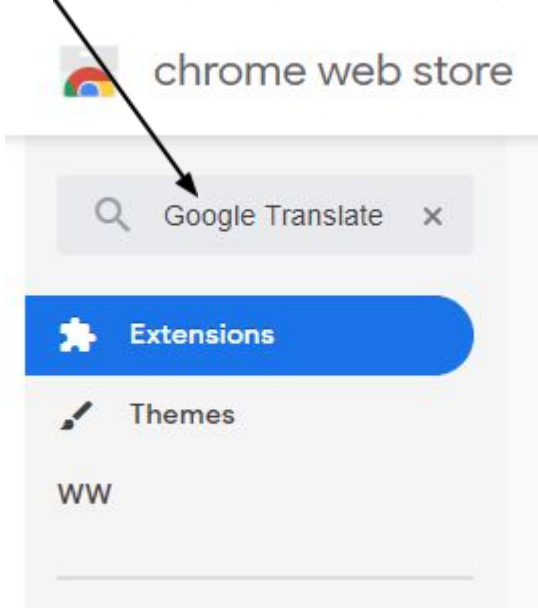 chrome web store
Google Translate ×
Extensions
Themes
ww